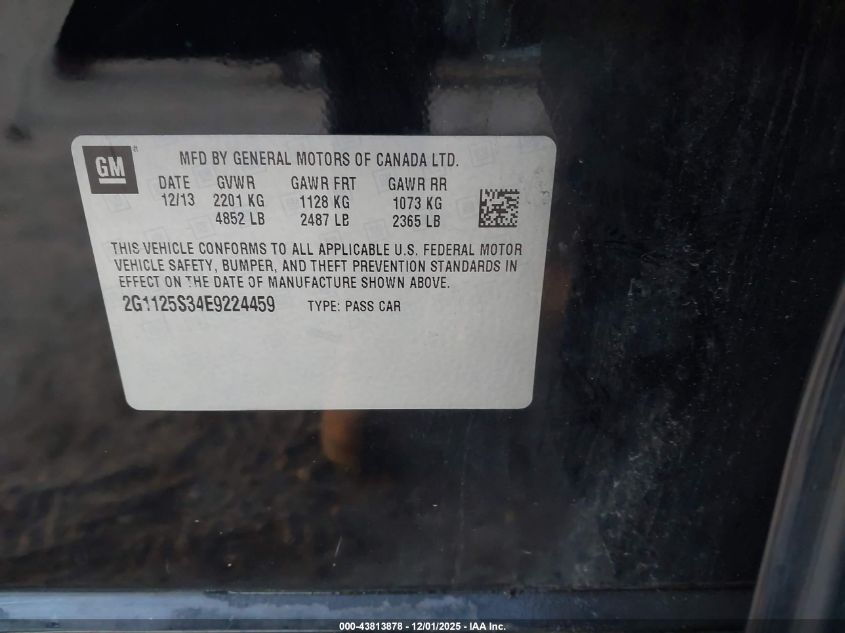 GM
MFD BY GENERAL MOTORS OF CANADA LTD.
DATE GVWR GAWR FRT GAWR RR
12/13 2201 KG 1128 KG 1073 KG
4852 LB 2487 LB 2365 LB
THIS VEHICLE CONFORMS TO ALL APPLICABLE U.S. FEDERAL MOTOR
VEHICLE SAFETY, BUMPER, AND THEFT PREVENTION STANDARDS IN
EFFECT ON THE DATE OF MANUFACTURE SHOWN ABOVE.
2G1125S34E9224459 TYPE: PASS CAR
000-43813878 - 12/01/2025 - IAA Inc.